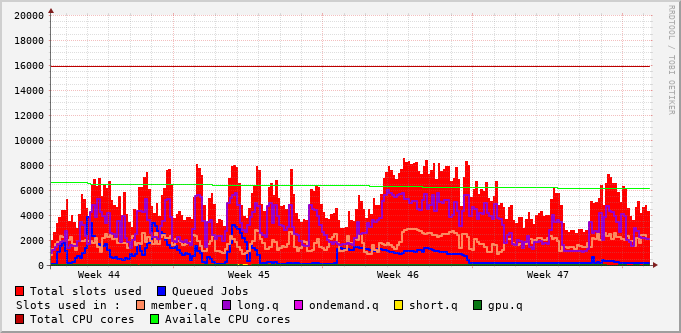 20000
18000
16000
14000
12000
10000
8000
6000
4000
2000
0
Week 44 Week 45 Week 46 Week 47
RRDTOOL / TOBI OETIKER
Total slots used Queued Jobs
Slots used in : member.q long.q ondemand.q short.q gpu.q
Total CPU cores Availale CPU cores